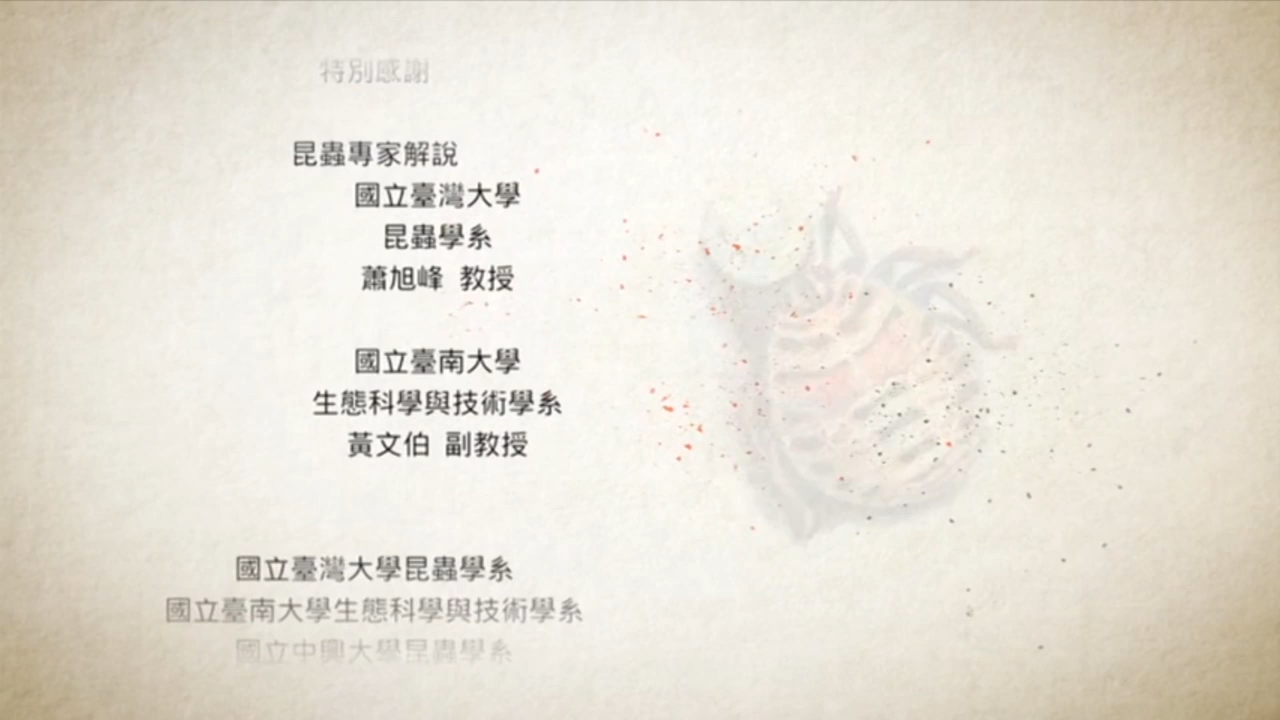 特別感謝
昆蟲專家解說
國立臺灣大學
昆蟲學系
蕭旭峰 教授
國立臺南大學
生態科學與技術學系
黃文伯 副教授
國立臺灣大學昆蟲學系
國立臺南大學生態科學與技術學系
國立中興大學昆蟲學系